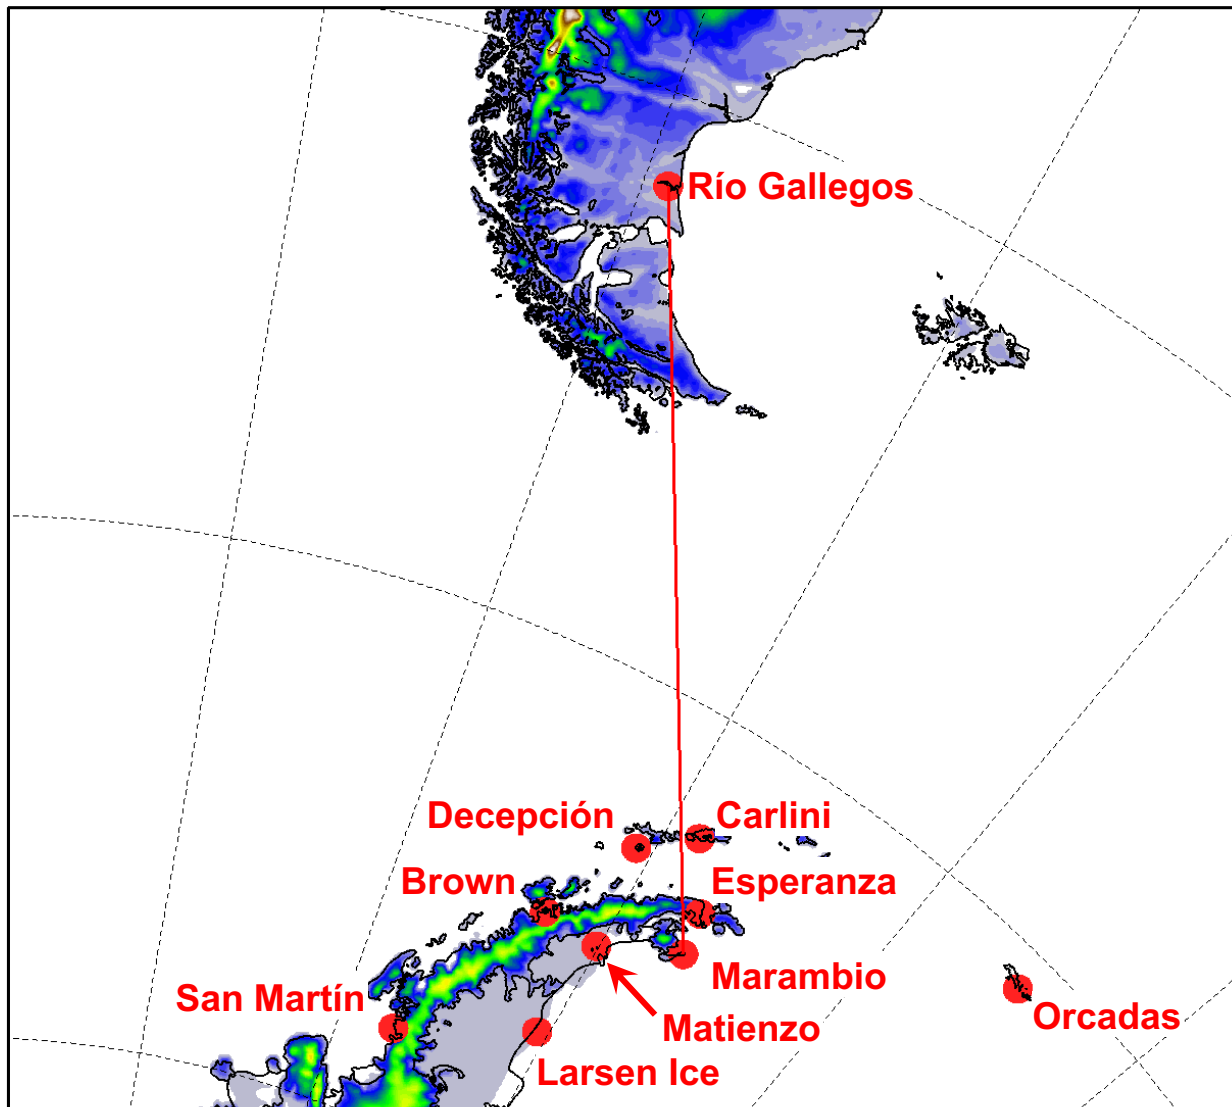 Río Gallegos
Decepción
Carlini
Brown
Esperanza
San Martín
Marambio
Matienzo
Orcadas
Larsen Ice